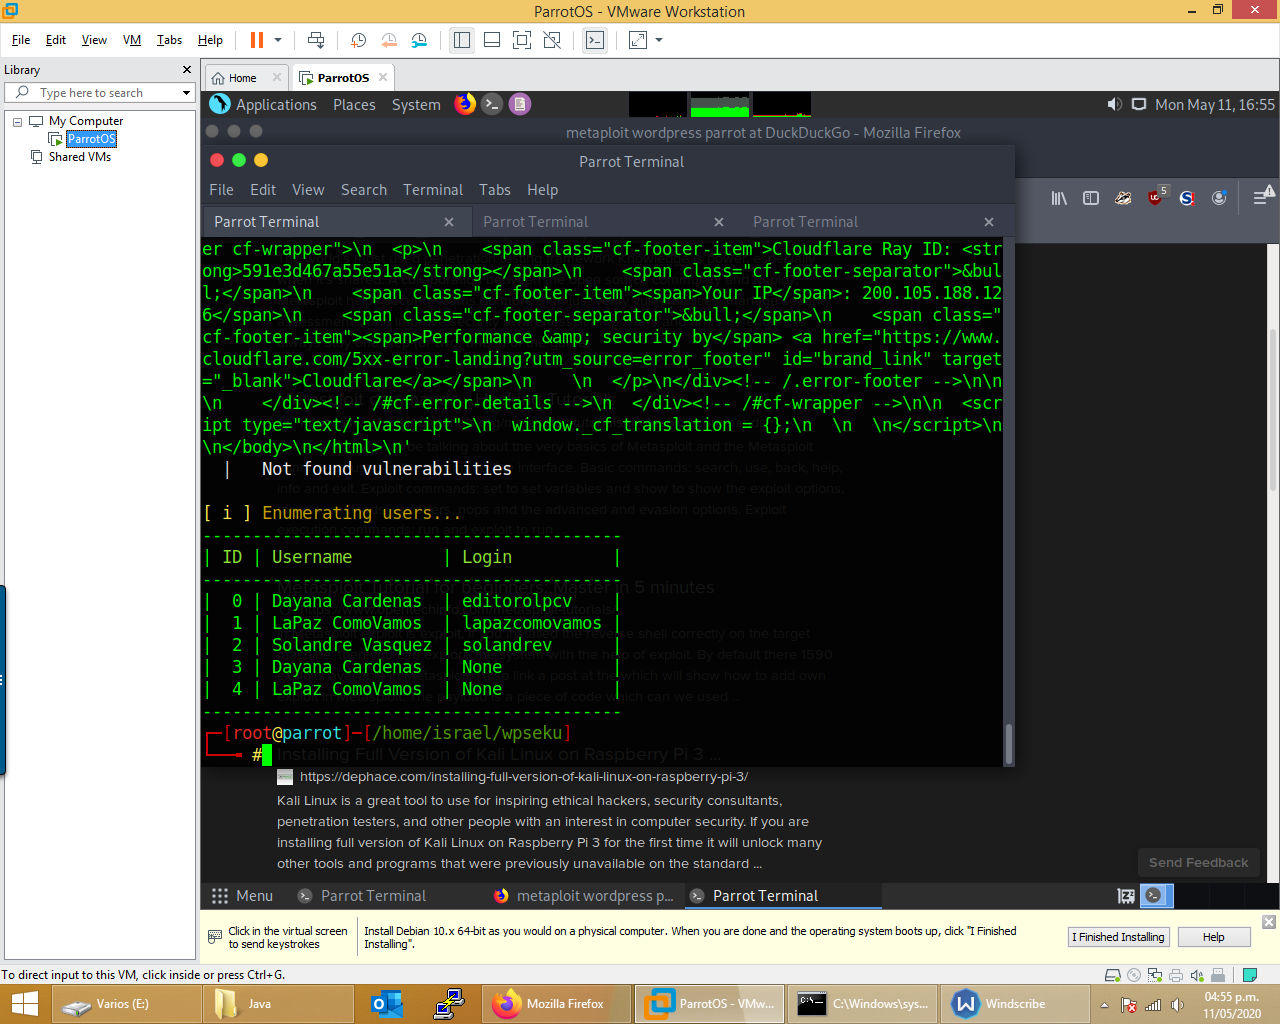 ParrotOS - VMware Workstation
File Edit View VM Tabs Help
Library
Type here to search
My Computer
ParrotOS
Shared VMs
Home
ParrotOS
Applications Places System
Mon May 11, 16:55
metaploit wordpress parrot at DuckDuckGo - Mozilla Firefox
Parrot Terminal
File Edit View Search Terminal Tabs Help
Parrot Terminal
Parrot Terminal
Parrot Terminal
5
er cf-wrapper">\n  <p>\n    <span class="cf-footer-item">Cloudflare Ray ID: <str
ong>591e3d467a55e51a</strong></span>\n    <span class="cf-footer-separator">&bul
l;</span>\n    <span class="cf-footer-item"><span>Your IP</span>: 200.105.188.12
6</span>\n    <span class="cf-footer-separator">&bull;</span>\n    <span class="
cf-footer-item"><span>Performance &amp; security by</span> <a href="https://www.
cloudflare.com/5xx-error-landing?utm_source=error_footer" id="brand_link" target
="_blank">Cloudflare</a></span>\n    \n  </p>\n</div><!-- /.error-footer -->\n\n
\n    </div><!-- /#cf-error-details -->\n  </div><!-- /#cf-wrapper -->\n\n  <scr
ipt type="text/javascript">\n  window._cf_translation = {};\n  \n  \n</script>\n
\n</body>\n</html>\n'
|   Not found vulnerabilities
[ i ] Enumerating users...
------------------------------------------
| ID | Username         | Login          |
------------------------------------------
|  0 | Dayana Cardenas  | editorolpcv    |
|  1 | LaPaz ComoVamos  | lapazcomovamos |
|  2 | Solandre Vasquez | solandrev      |
|  3 | Dayana Cardenas  | None           |
|  4 | LaPaz ComoVamos  | None           |
------------------------------------------
[root@parrot]-[/home/israel/wpseku]
#
Installing Full Version of Kali Linux on Raspberry Pi 3 ...
https://dephace.com/installing-full-version-of-kali-linux-on-raspberry-pi-3/
Kali Linux is a great tool to use for inspiring ethical hackers, security consultants,
penetration testers, and other people with an interest in computer security. If you are
installing full version of Kali Linux on Raspberry Pi 3 for the first time it will unlock many
other tools and programs that were previously unavailable on the standard ...
Send Feedback
Menu
Parrot Terminal
metaploit wordpress p...
Parrot Terminal
Click in the virtual screen
to send keystrokes
Install Debian 10.x 64-bit as you would on a physical computer. When you are done and the operating system boots up, click "I Finished
Installing".
I Finished Installing
Help
To direct input to this VM, click inside or press Ctrl+G.
Varios (E:)
Java
Mozilla Firefox
ParrotOS - VMw...
C:\Windows\sys...
Windscribe
04:55 p.m.
11/05/2020